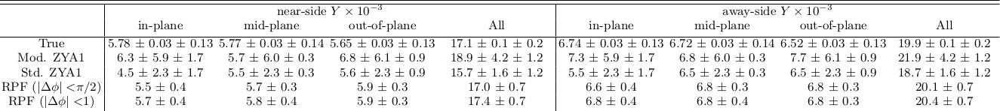 near-side Y × 10⁻³ away-side Y × 10⁻³
in-plane mid-plane out-of-plane All in-plane mid-plane out-of-plane All
True 5.78 ± 0.03 ± 0.13 5.77 ± 0.03 ± 0.14 5.65 ± 0.03 ± 0.13 17.1 ± 0.1 ± 0.2 6.74 ± 0.03 ± 0.13 6.72 ± 0.03 ± 0.14 6.52 ± 0.03 ± 0.13 19.9 ± 0.1 ± 0.2
Mod. ZYA1 6.3 ± 5.9 ± 1.7 5.7 ± 6.0 ± 0.3 6.8 ± 6.1 ± 0.9 18.9 ± 4.2 ± 1.2 7.3 ± 5.9 ± 1.7 6.8 ± 6.0 ± 0.3 7.7 ± 6.1 ± 0.9 21.9 ± 4.2 ± 1.2
Std. ZYA1 4.5 ± 2.3 ± 1.7 5.5 ± 2.3 ± 0.3 5.6 ± 2.3 ± 0.9 15.7 ± 1.6 ± 1.2 5.5 ± 2.3 ± 1.7 6.5 ± 2.3 ± 0.3 6.5 ± 2.3 ± 0.9 18.7 ± 1.6 ± 1.2
RPF (|Δϕ| <π/2) 5.5 ± 0.4 5.7 ± 0.3 5.9 ± 0.3 17.0 ± 0.7 6.6 ± 0.4 6.8 ± 0.3 6.8 ± 0.3 20.1 ± 0.7
RPF (|Δϕ| <1) 5.7 ± 0.4 5.8 ± 0.4 5.9 ± 0.3 17.4 ± 0.7 6.8 ± 0.4 6.8 ± 0.4 6.8 ± 0.3 20.4 ± 0.7